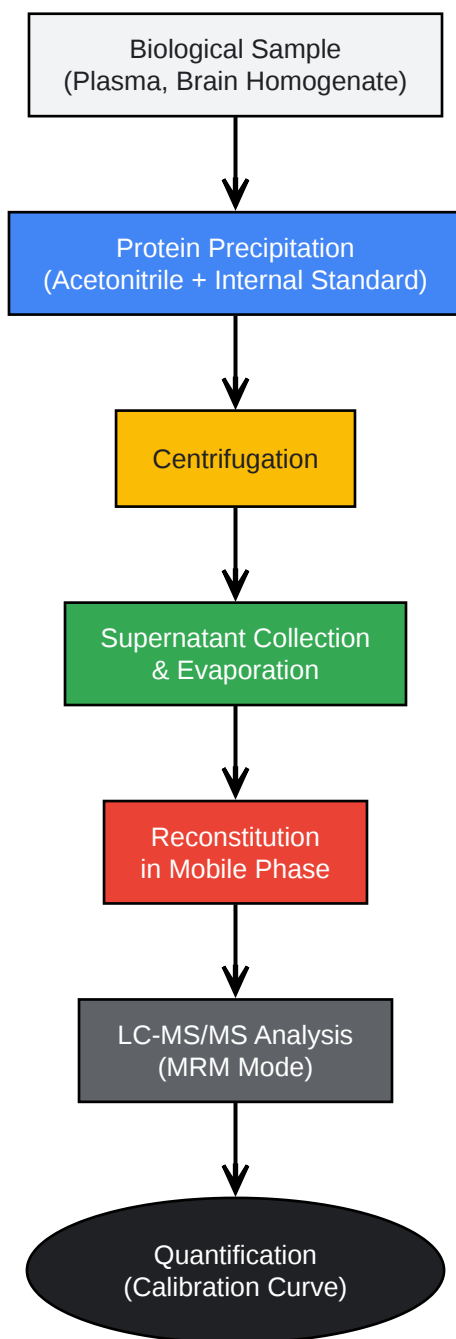 Biological Sample
(Plasma, Brain Homogenate)
Protein Precipitation
(Acetonitrile + Internal Standard)
Centrifugation
Supernatant Collection
& Evaporation
Reconstitution
in Mobile Phase
LC-MS/MS Analysis
(MRM Mode)
Quantification
(Calibration Curve)